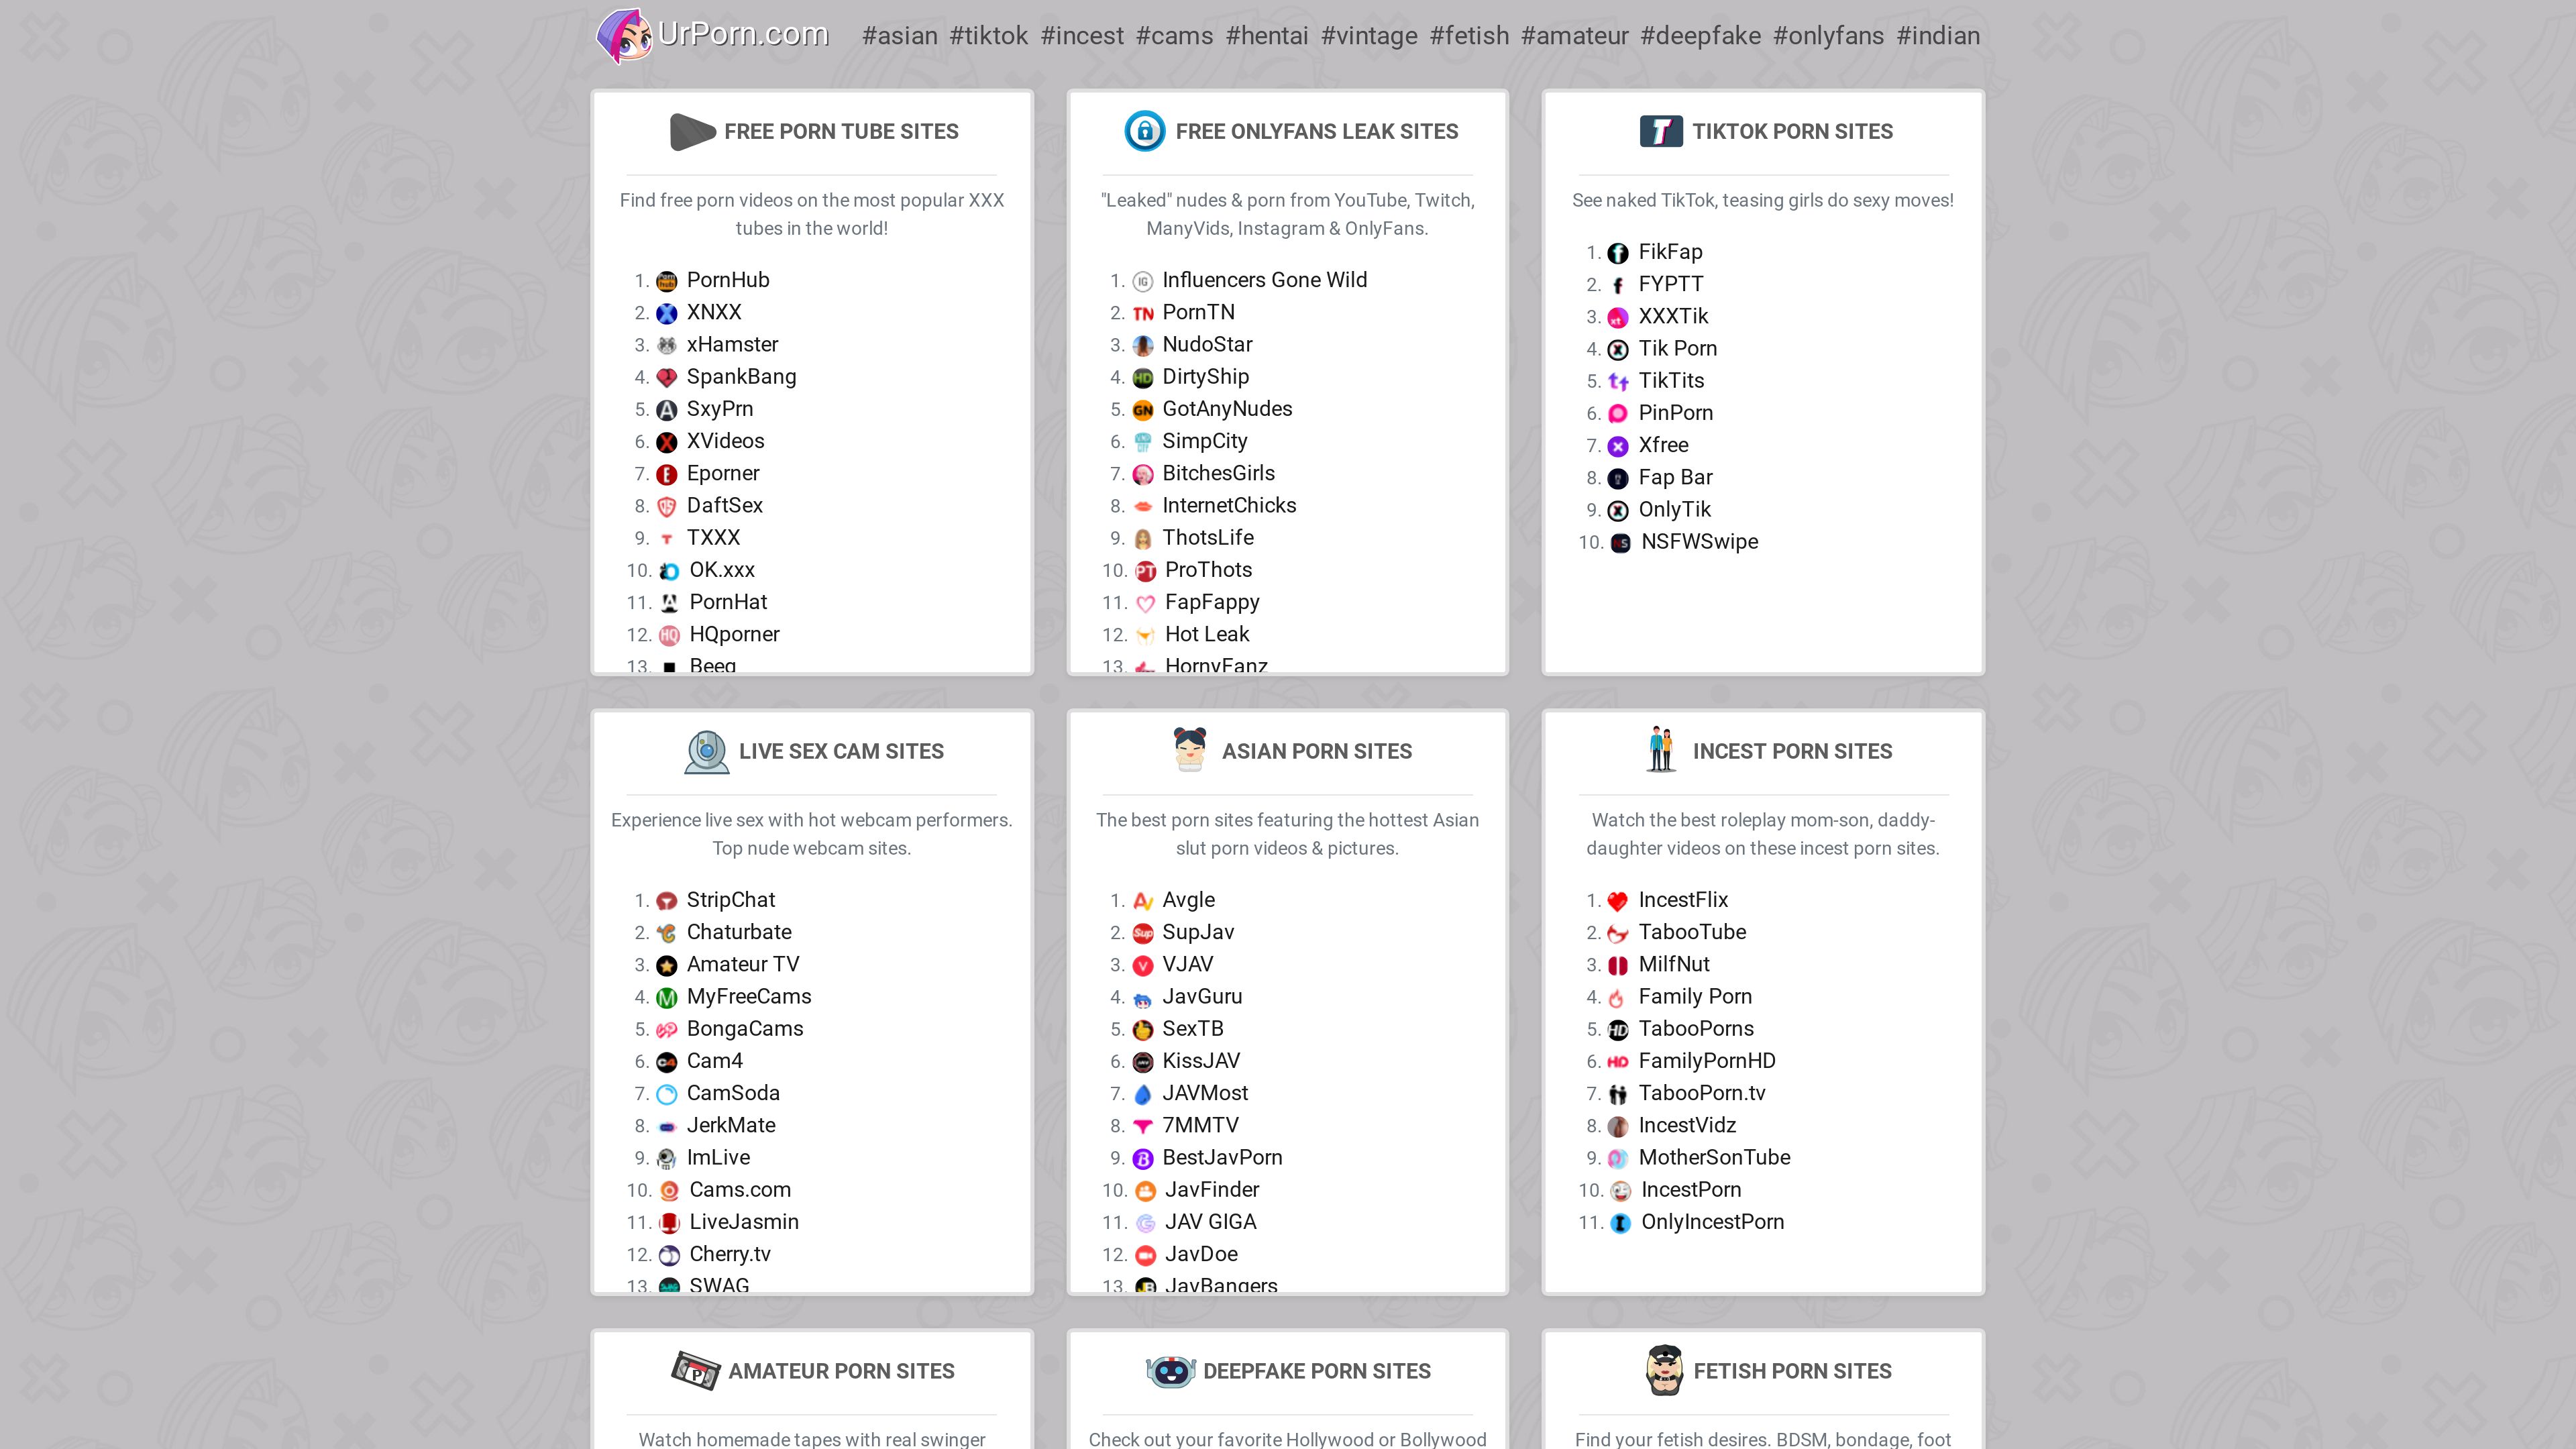 UrPorn.com
#asian #tiktok #incest #cams #hentai #vintage #fetish #amateur #deepfake #onlyfans #indian
FREE PORN TUBE SITES
Find free porn videos on the most popular XXX
tubes in the world!
1. PornHub
2. XNXX
3. xHamster
4. SpankBang
5. SxyPrn
6. XVideos
7. Eporner
8. DaftSex
9. TXXX
10. OK.xxx
11. PornHat
12. HQporner
13. Beeg
FREE ONLYFANS LEAK SITES
"Leaked" nudes & porn from YouTube, Twitch,
ManyVids, Instagram & OnlyFans.
1. Influencers Gone Wild
2. PornTN
3. NudoStar
4. DirtyShip
5. GotAnyNudes
6. SimpCity
7. BitchesGirls
8. InternetChicks
9. ThotsLife
10. ProThots
11. FapFappy
12. Hot Leak
13. HornyFanz
TIKTOK PORN SITES
See naked TikTok, teasing girls do sexy moves!
1. FikFap
2. FYPTT
3. XXXTik
4. Tik Porn
5. TikTits
6. PinPorn
7. Xfree
8. Fap Bar
9. OnlyTik
10. NSFWSwipe
LIVE SEX CAM SITES
Experience live sex with hot webcam performers.
Top nude webcam sites.
1. StripChat
2. Chaturbate
3. Amateur TV
4. MyFreeCams
5. BongaCams
6. Cam4
7. CamSoda
8. JerkMate
9. ImLive
10. Cams.com
11. LiveJasmin
12. Cherry.tv
13. SWAG
ASIAN PORN SITES
The best porn sites featuring the hottest Asian
slut porn videos & pictures.
1. Avgle
2. SupJav
3. VJAV
4. JavGuru
5. SexTB
6. KissJAV
7. JAVMost
8. 7MMTV
9. BestJavPorn
10. JavFinder
11. JAV GIGA
12. JavDoe
13. JavBangers
INCEST PORN SITES
Watch the best roleplay mom-son, daddy-
daughter videos on these incest porn sites.
1. IncestFlix
2. TabooTube
3. MilfNut
4. Family Porn
5. TabooPorns
6. FamilyPornHD
7. TabooPorn.tv
8. IncestVidz
9. MotherSonTube
10. IncestPorn
11. OnlyIncestPorn
AMATEUR PORN SITES
Watch homemade tapes with real swinger
DEEPFAKE PORN SITES
Check out your favorite Hollywood or Bollywood
FETISH PORN SITES
Find your fetish desires. BDSM, bondage, foot